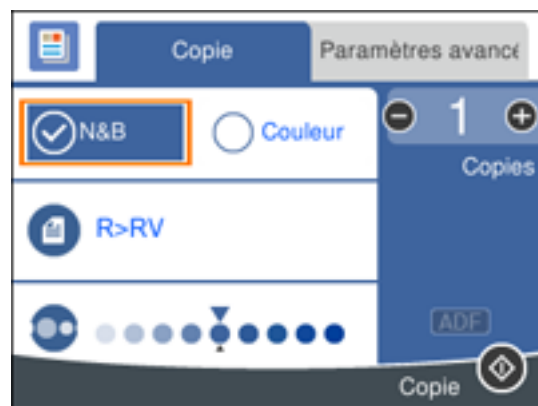 Copie
Paramètres avancé
N&B
Couleur
1
Copies
R>RV
ADF
Copie